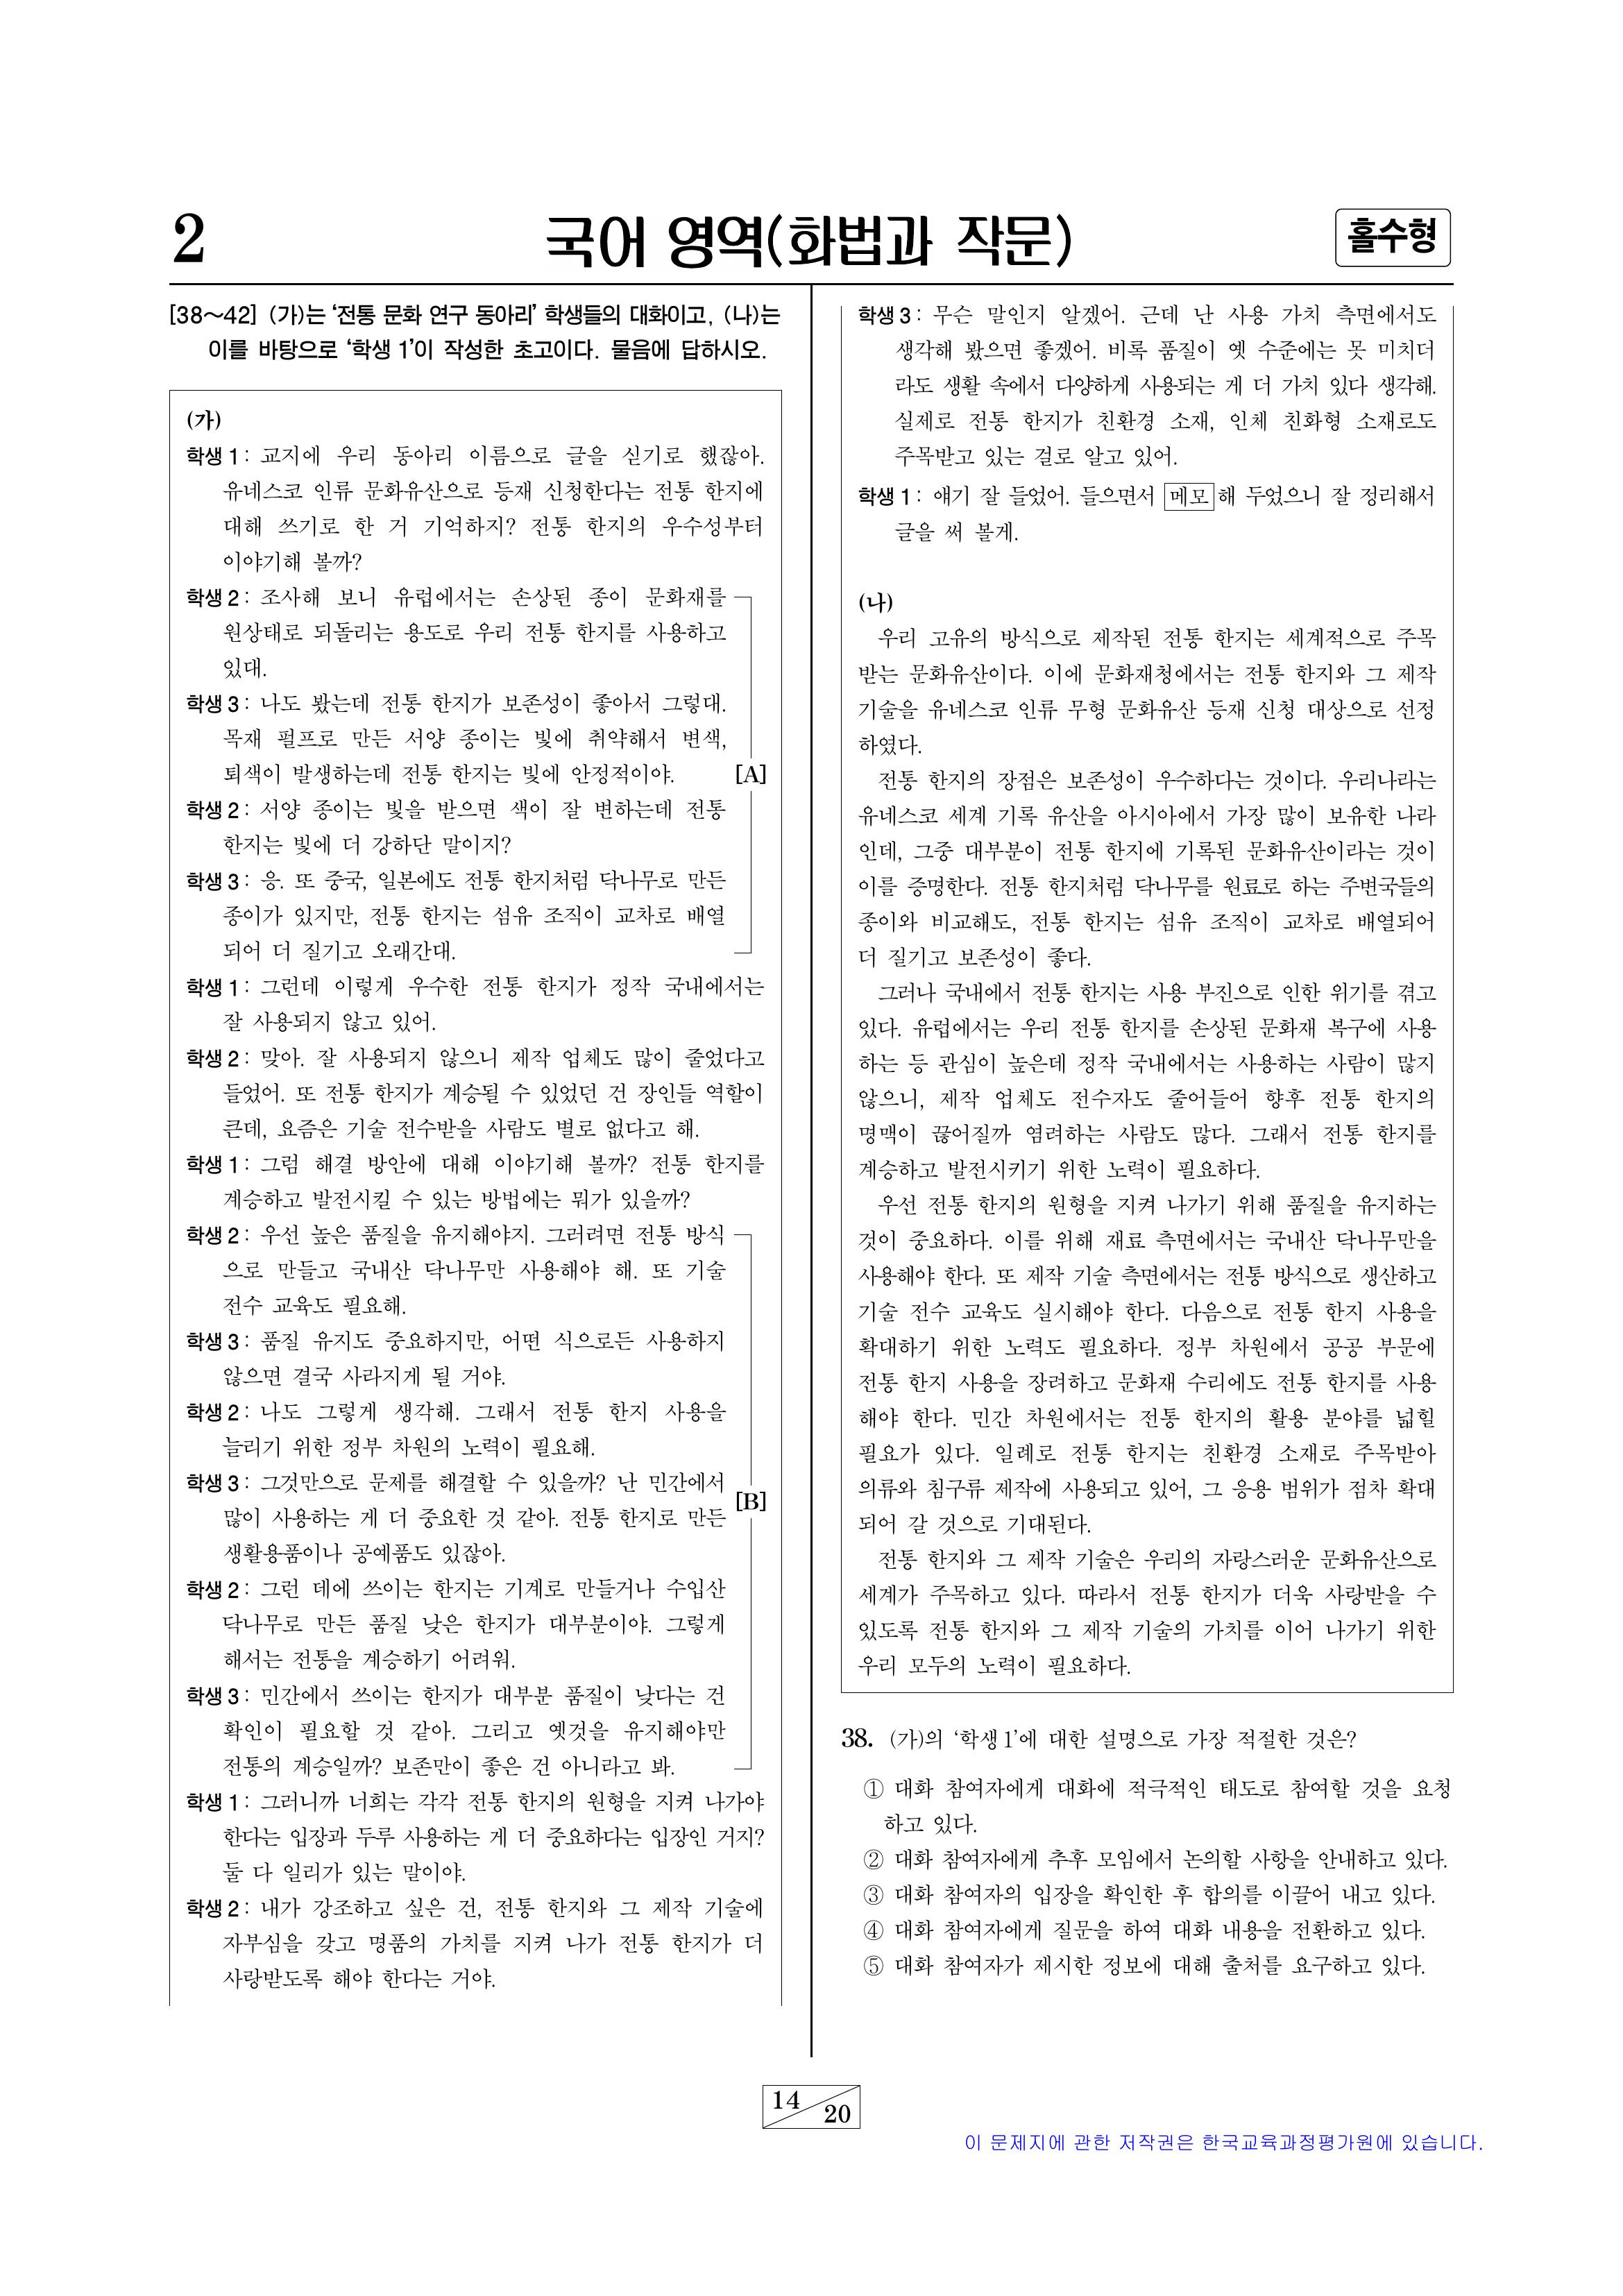 2
국어 영역(화법과 작문)
홀수형
[38～42] (가)는 ‘전통 문화 연구 동아리’ 학생들의 대화이고, (나)는
이를 바탕으로 ‘학생 1’이 작성한 초고이다. 물음에 답하시오.
(가)
학생 1 : 교지에 우리 동아리 이름으로 글을 싣기로 했잖아.
유네스코 인류 문화유산으로 등재 신청한다는 전통 한지에
대해 쓰기로 한 거 기억하지? 전통 한지의 우수성부터
이야기해 볼까?
학생 2 : 조사해 보니 유럽에서는 손상된 종이 문화재를
원상태로 되돌리는 용도로 우리 전통 한지를 사용하고
있대.
학생 3 : 나도 봤는데 전통 한지가 보존성이 좋아서 그렇대.
목재 펄프로 만든 서양 종이는 빛에 취약해서 변색,
퇴색이 발생하는데 전통 한지는 빛에 안정적이야.
[A]
학생 2 : 서양 종이는 빛을 받으면 색이 잘 변하는데 전통
한지는 빛에 더 강하단 말이지?
학생 3 : 응. 또 중국, 일본에도 전통 한지처럼 닥나무로 만든
종이가 있지만, 전통 한지는 섬유 조직이 교차로 배열
되어 더 질기고 오래간대.
학생 1 : 그런데 이렇게 우수한 전통 한지가 정작 국내에서는
잘 사용되지 않고 있어.
학생 2 : 맞아. 잘 사용되지 않으니 제작 업체도 많이 줄었다고
들었어. 또 전통 한지가 계승될 수 있었던 건 장인들 역할이
큰데, 요즘은 기술 전수받을 사람도 별로 없다고 해.
학생 1 : 그럼 해결 방안에 대해 이야기해 볼까? 전통 한지를
계승하고 발전시킬 수 있는 방법에는 뭐가 있을까?
학생 2 : 우선 높은 품질을 유지해야지. 그러려면 전통 방식
으로 만들고 국내산 닥나무만 사용해야 해. 또 기술
전수 교육도 필요해.
학생 3 : 품질 유지도 중요하지만, 어떤 식으로든 사용하지
않으면 결국 사라지게 될 거야.
학생 2 : 나도 그렇게 생각해. 그래서 전통 한지 사용을
늘리기 위한 정부 차원의 노력이 필요해.
학생 3 : 그것만으로 문제를 해결할 수 있을까? 난 민간에서
많이 사용하는 게 더 중요한 것 같아. 전통 한지로 만든
[B]
생활용품이나 공예품도 있잖아.
학생 2 : 그런 데에 쓰이는 한지는 기계로 만들거나 수입산
닥나무로 만든 품질 낮은 한지가 대부분이야. 그렇게
해서는 전통을 계승하기 어려워.
학생 3 : 민간에서 쓰이는 한지가 대부분 품질이 낮다는 건
확인이 필요할 것 같아. 그리고 옛것을 유지해야만
전통의 계승일까? 보존만이 좋은 건 아니라고 봐.
학생 1 : 그러니까 너희는 각각 전통 한지의 원형을 지켜 나가야
한다는 입장과 두루 사용하는 게 더 중요하다는 입장인 거지?
둘 다 일리가 있는 말이야.
학생 2 : 내가 강조하고 싶은 건, 전통 한지와 그 제작 기술에
자부심을 갖고 명품의 가치를 지켜 나가 전통 한지가 더
사랑받도록 해야 한다는 거야.
학생 3 : 무슨 말인지 알겠어. 근데 난 사용 가치 측면에서도
생각해 봤으면 좋겠어. 비록 품질이 옛 수준에는 못 미치더
라도 생활 속에서 다양하게 사용되는 게 더 가치 있다 생각해.
실제로 전통 한지가 친환경 소재, 인체 친화형 소재로도
주목받고 있는 걸로 알고 있어.
학생 1 : 얘기 잘 들었어. 들으면서 메모해 두었으니 잘 정리해서
글을 써 볼게.
(나)
우리 고유의 방식으로 제작된 전통 한지는 세계적으로 주목
받는 문화유산이다. 이에 문화재청에서는 전통 한지와 그 제작
기술을 유네스코 인류 무형 문화유산 등재 신청 대상으로 선정
하였다.
전통 한지의 장점은 보존성이 우수하다는 것이다. 우리나라는
유네스코 세계 기록 유산을 아시아에서 가장 많이 보유한 나라
인데, 그중 대부분이 전통 한지에 기록된 문화유산이라는 것이
이를 증명한다. 전통 한지처럼 닥나무를 원료로 하는 주변국들의
종이와 비교해도, 전통 한지는 섬유 조직이 교차로 배열되어
더 질기고 보존성이 좋다.
그러나 국내에서 전통 한지는 사용 부진으로 인한 위기를 겪고
있다. 유럽에서는 우리 전통 한지를 손상된 문화재 복구에 사용
하는 등 관심이 높은데 정작 국내에서는 사용하는 사람이 많지
않으니, 제작 업체도 전수자도 줄어들어 향후 전통 한지의
명맥이 끊어질까 염려하는 사람도 많다. 그래서 전통 한지를
계승하고 발전시키기 위한 노력이 필요하다.
우선 전통 한지의 원형을 지켜 나가기 위해 품질을 유지하는
것이 중요하다. 이를 위해 재료 측면에서는 국내산 닥나무만을
사용해야 한다. 또 제작 기술 측면에서는 전통 방식으로 생산하고
기술 전수 교육도 실시해야 한다. 다음으로 전통 한지 사용을
확대하기 위한 노력도 필요하다. 정부 차원에서 공공 부문에
전통 한지 사용을 장려하고 문화재 수리에도 전통 한지를 사용
해야 한다. 민간 차원에서는 전통 한지의 활용 분야를 넓힐
필요가 있다. 일례로 전통 한지는 친환경 소재로 주목받아
의류와 침구류 제작에 사용되고 있어, 그 응용 범위가 점차 확대
되어 갈 것으로 기대된다.
전통 한지와 그 제작 기술은 우리의 자랑스러운 문화유산으로
세계가 주목하고 있다. 따라서 전통 한지가 더욱 사랑받을 수
있도록 전통 한지와 그 제작 기술의 가치를 이어 나가기 위한
우리 모두의 노력이 필요하다.
38. (가)의 ‘학생 1’에 대한 설명으로 가장 적절한 것은?
① 대화 참여자에게 대화에 적극적인 태도로 참여할 것을 요청
하고 있다.
② 대화 참여자에게 추후 모임에서 논의할 사항을 안내하고 있다.
③ 대화 참여자의 입장을 확인한 후 합의를 이끌어 내고 있다.
④ 대화 참여자에게 질문을 하여 대화 내용을 전환하고 있다.
⑤ 대화 참여자가 제시한 정보에 대해 출처를 요구하고 있다.
14
20
이 문제지에 관한 저작권은 한국교육과정평가원에 있습니다.